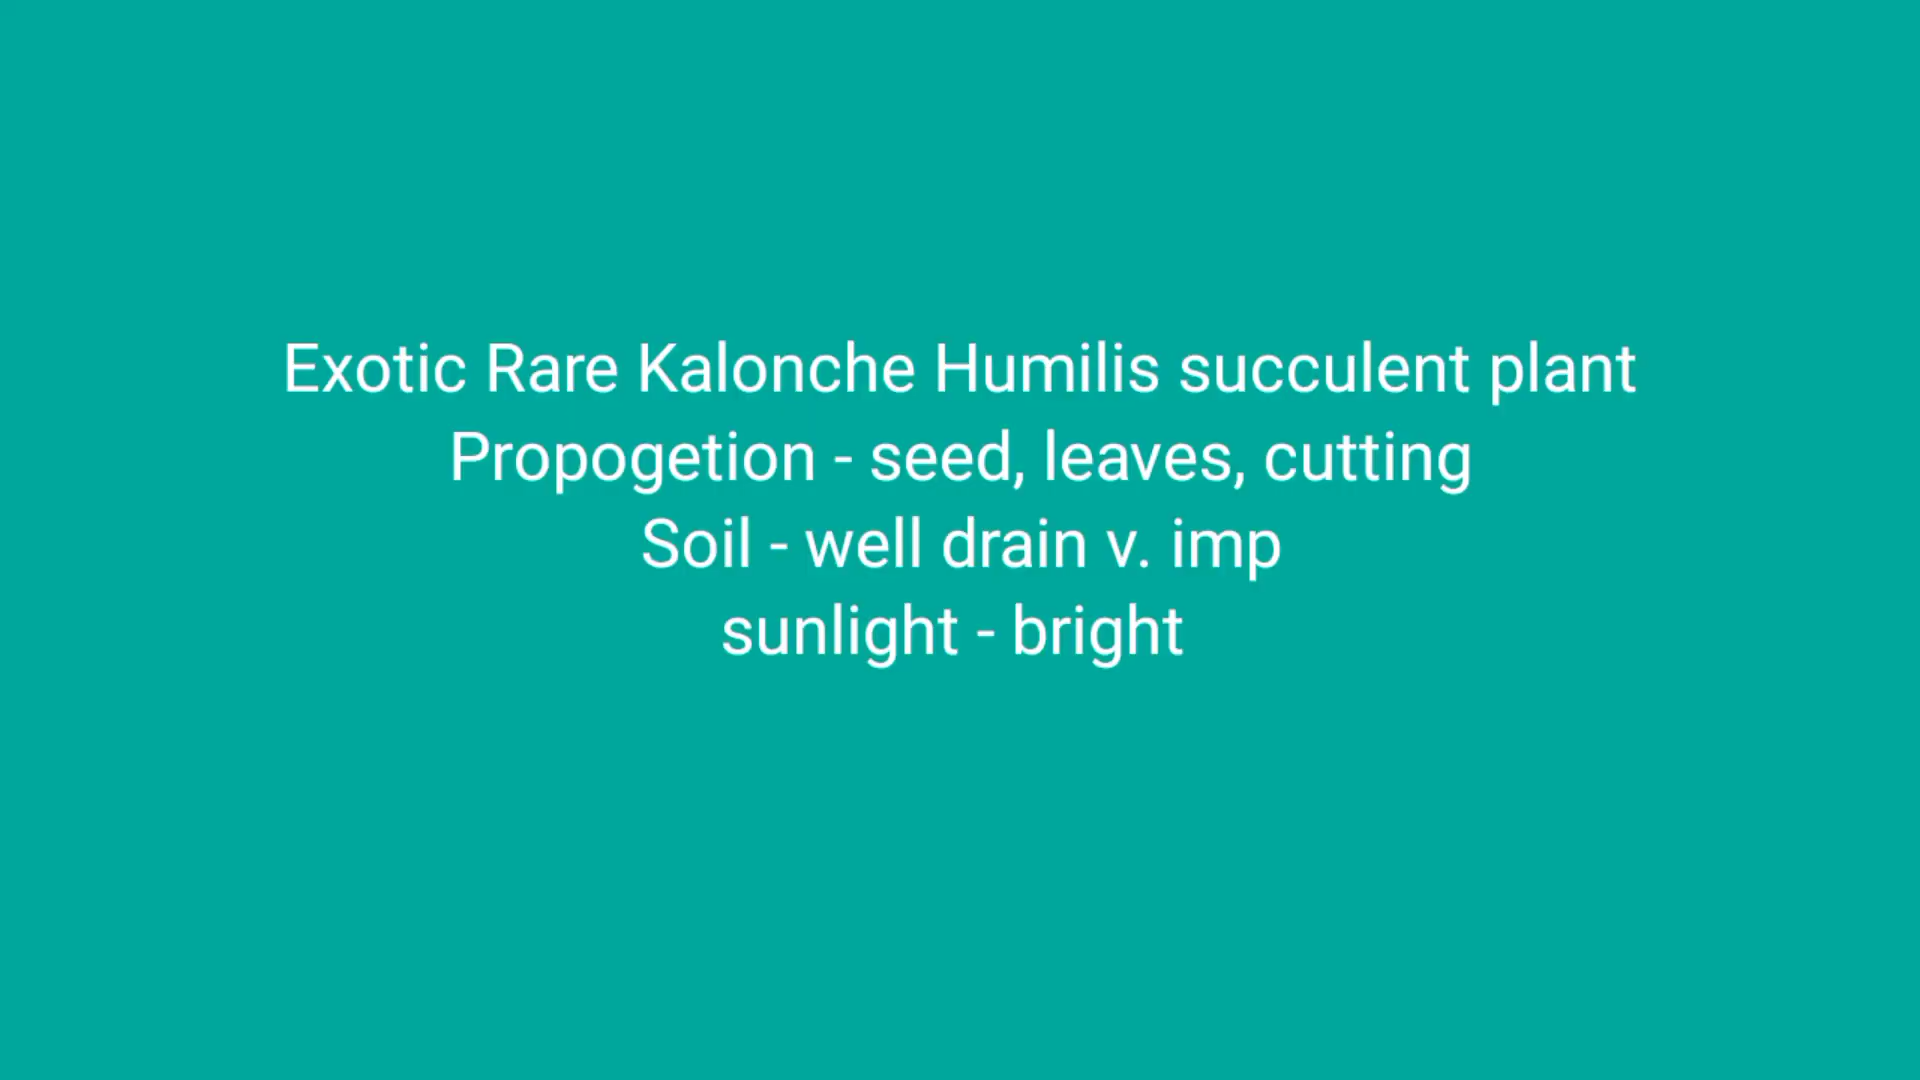 Exotic Rare Kalonche Humilis succulent plant
Propogetion - seed, leaves, cutting
Soil - well drain v. imp
sunlight - bright